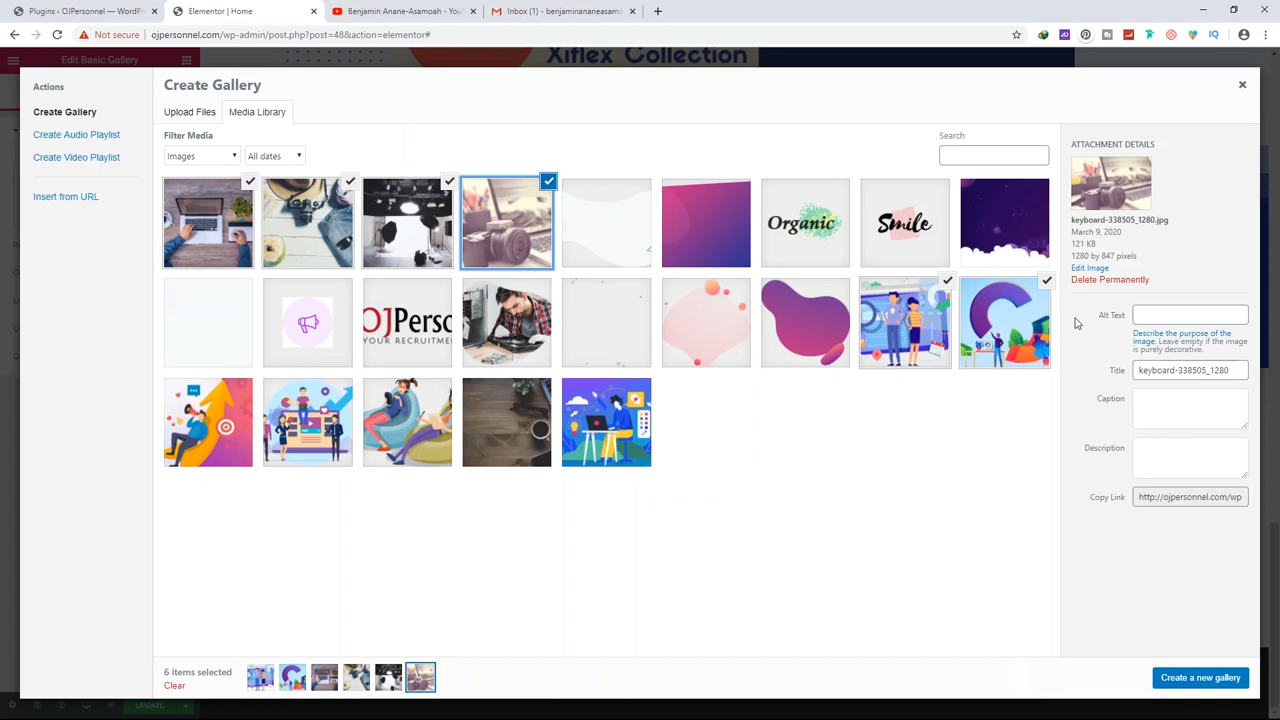 Plugins ‹ OJPersonnel — WordPr
Elementor | Home
Benjamin Anane-Asamoah - You
Inbox (1) - benjaminananeasamo
Not secure
ojpersonnel.com/wp-admin/post.php?post=48&action=elementor#
Edit Basic Gallery
Xiflex Collection
Actions
Create Gallery
Create Audio Playlist
Create Video Playlist
Insert from URL
Create Gallery
Upload Files
Media Library
Filter Media
Images
All dates
Search
Organic
Smile
OJPerso
YOUR RECRUITME
ATTACHMENT DETAILS
keyboard-338505_1280.jpg
March 9, 2020
121 KB
1280 by 847 pixels
Edit Image
Delete Permanently
Alt Text
Describe the purpose of the
image. Leave empty if the image
is purely decorative.
Title
keyboard-338505_1280
Caption
Description
Copy Link
http://ojpersonnel.com/wp
6 items selected
Clear
Create a new gallery
UPDATE